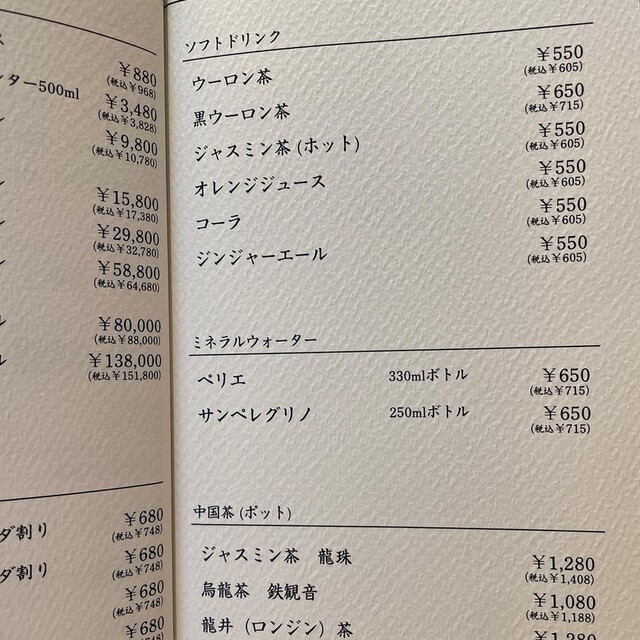 ンター500ml
￥880
(税込￥968)
￥3,480
(税込￥3,828)
￥9,800
(税込￥10,780)
￥15,800
(税込￥17,380)
￥29,800
(税込￥32,780)
￥58,800
(税込￥64,680)
￥80,000
(税込￥88,000)
￥138,000
(税込￥151,800)
ダ割り ￥680
(税込￥748)
ダ割り ￥680
(税込￥748)
￥680
(税込￥748)
￥680
ソフトドリンク
ウーロン茶 ￥550
(税込￥605)
黒ウーロン茶 ￥650
(税込￥715)
ジャスミン茶 (ホット) ￥550
(税込￥605)
オレンジジュース ￥550
(税込￥605)
コーラ ￥550
(税込￥605)
ジンジャーエール ￥550
(税込￥605)
ミネラルウォーター
ペリエ 330mlボトル ￥650
(税込￥715)
サンペレグリノ 250mlボトル ￥650
(税込￥715)
中国茶 (ポット)
ジャスミン茶 龍珠 ￥1,280
(税込￥1,408)
烏龍茶 鉄観音 ￥1,080
(税込￥1,188)
龍井（ロンジン）茶